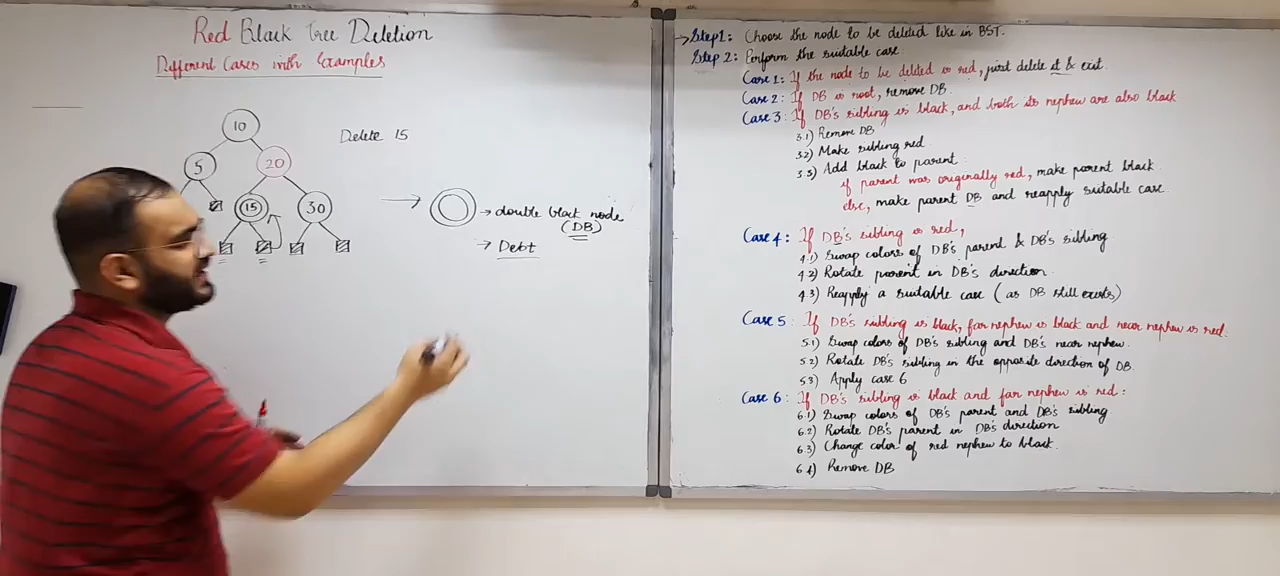 Red Black Tree Deletion
Different Cases with Examples
10
Delete 15
5
20
15
30
→ double black node
(DB)
→ Debt
→ Step 1: Choose the node to be deleted like in BST.
Step 2: Perform the suitable case.
Case 1: If the node to be deleted is red, just delete it & exit.
Case 2: If DB is root, remove DB.
Case 3: If DB's sibling is black, and both its nephew are also black
3.1) Remove DB
3.2) Make sibling red.
3.3) Add black to parent.
if parent was originally red, make parent black.
else, make parent DB and reapply suitable case
Case 4: If DB's sibling is red,
4.1) Swap colors of DB's parent & DB's sibling
4.2) Rotate parent in DB's direction.
4.3) Reapply a suitable case (as DB still exists)
Case 5: If DB's sibling is black, far nephew is black and near nephew is red.
5.1) Swap colors of DB's sibling and DB's near nephew.
5.2) Rotate DB's sibling in the opposite direction of DB.
5.3) Apply case 6
Case 6: If DB's sibling is black and far nephew is red:
6.1) Swap colors of DB's parent and DB's sibling
6.2) Rotate DB's parent in DB's direction
6.3) Change color of red nephew to black.
6.4) Remove DB